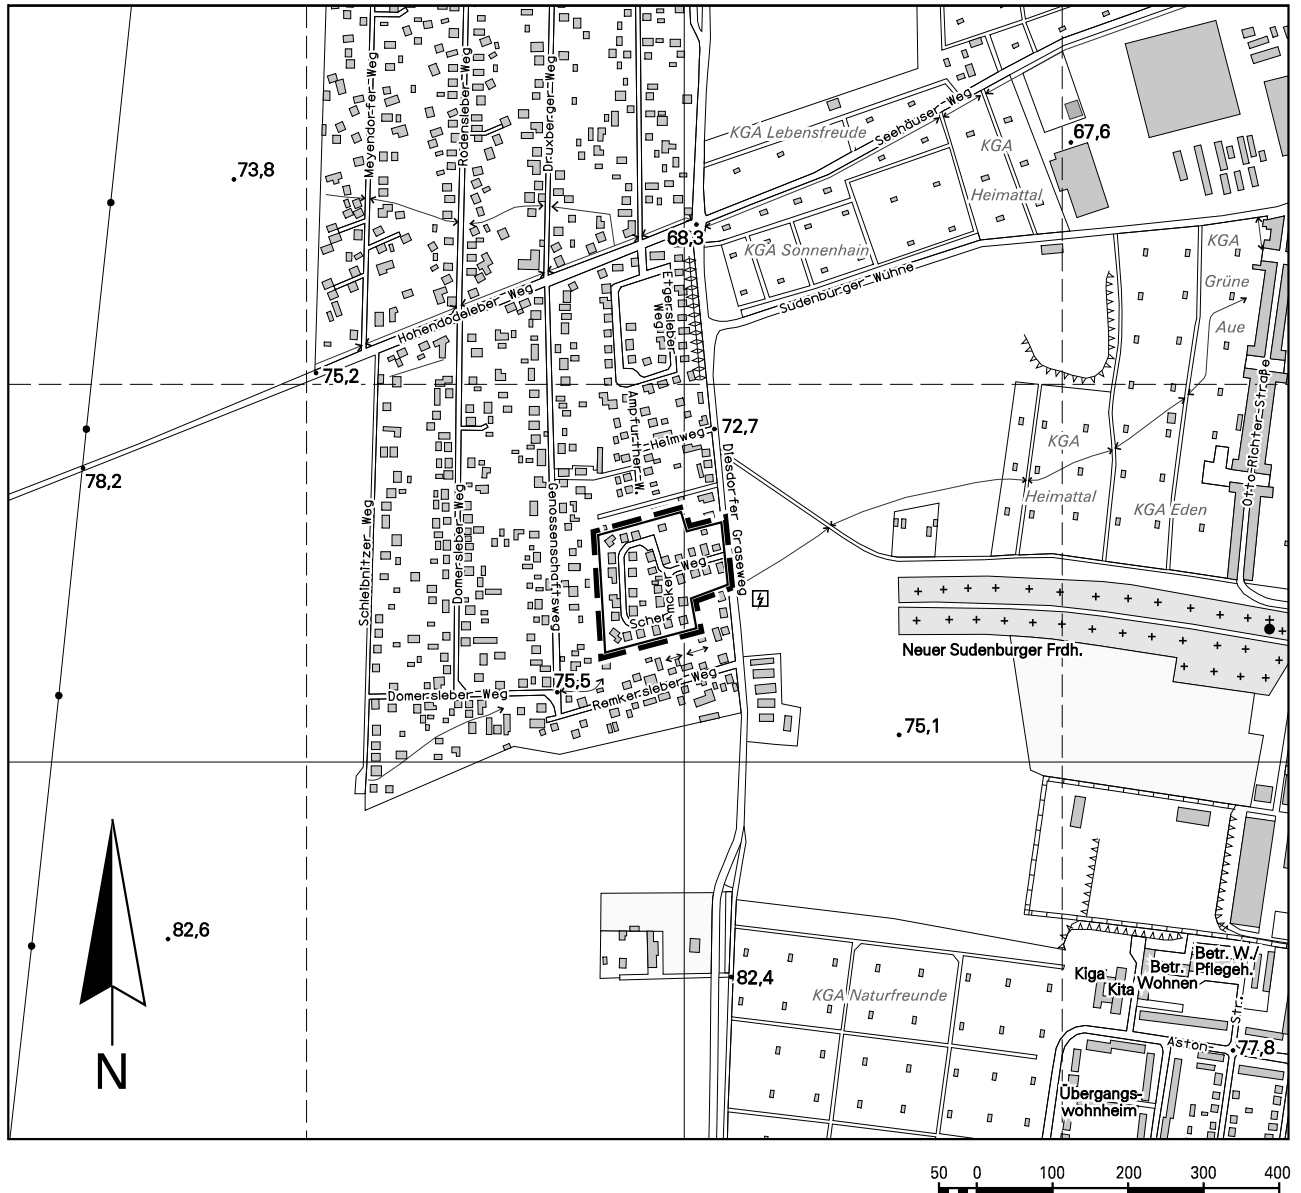 Meyendorfer-Weg
Rodensleber-Weg
Druxberger-Weg
73,8
KGA Lebensfreude
Seehäuser-Weg
KGA
Heimattal
67,6
68,3
KGA Sonnenhain
Sudenburger-Wuhne
KGA
Grüne
Aue
Hohendodeleber-Weg
Etgersleber
Weg
75,2
78,2
Ampfurther W.
Heimweg
72,7
Diesdorfer Graseweg
KGA
Heimattal
KGA Eden
Otto-Richter-Straße
Schleibnitzer Weg
Domersleber-Weg
Genossenschaftsweg
Weg
Schermcker
Neuer Sudenburger Frdh.
75,5
Domersleber-Weg
Remkersleber-Weg
75,1
82,6
82,4
KGA Naturfreunde
Kiga
Kita
Betr.
Wohnen
Betr. W./
Pflegeh.
Aston-
Str.
77,8
Übergangs-
wohnheim
N
50 0 100 200 300 400